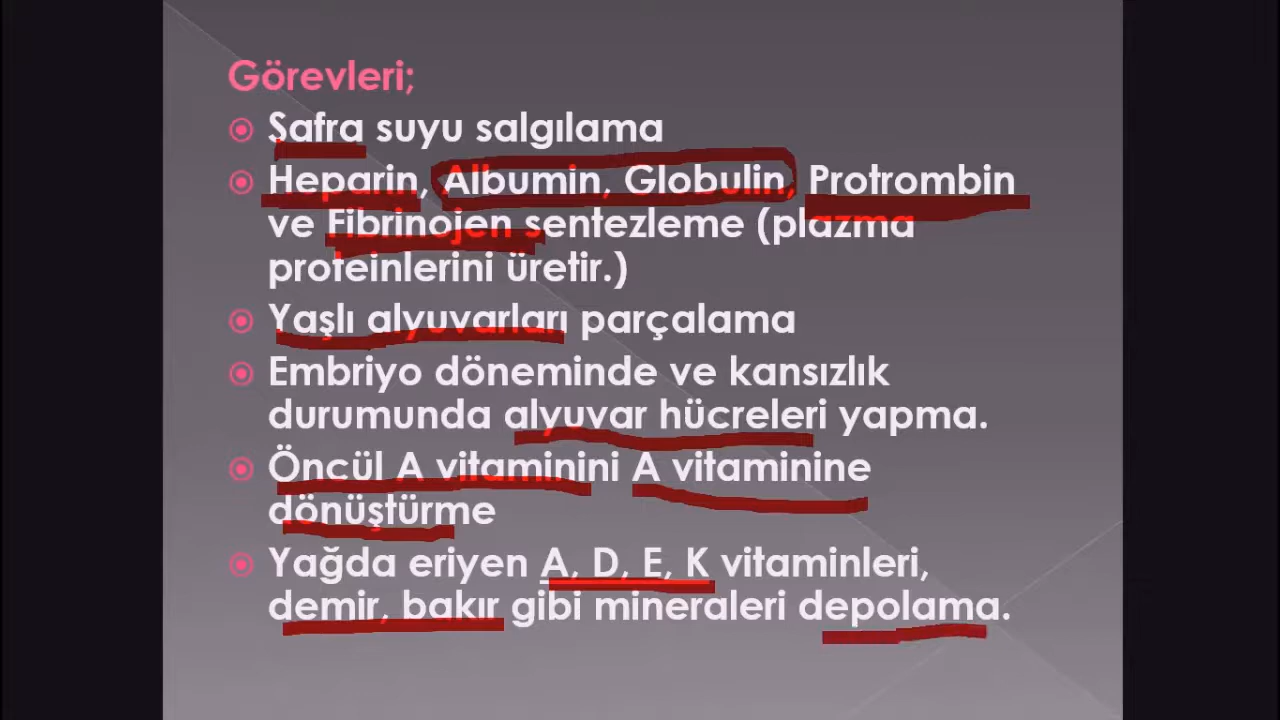 Görevleri;
Safra suyu salgılama
Heparin, Albumin, Globulin, Protrombin
ve Fibrinojen sentezleme (plazma
proteinlerini üretir.)
Yaşlı alyuvarları parçalama
Embriyo döneminde ve kansızlık
durumunda alyuvar hücreleri yapma.
Öncül A vitaminini A vitaminine
dönüştürme
Yağda eriyen A, D, E, K vitaminleri,
demir, bakır gibi mineraleri depolama.